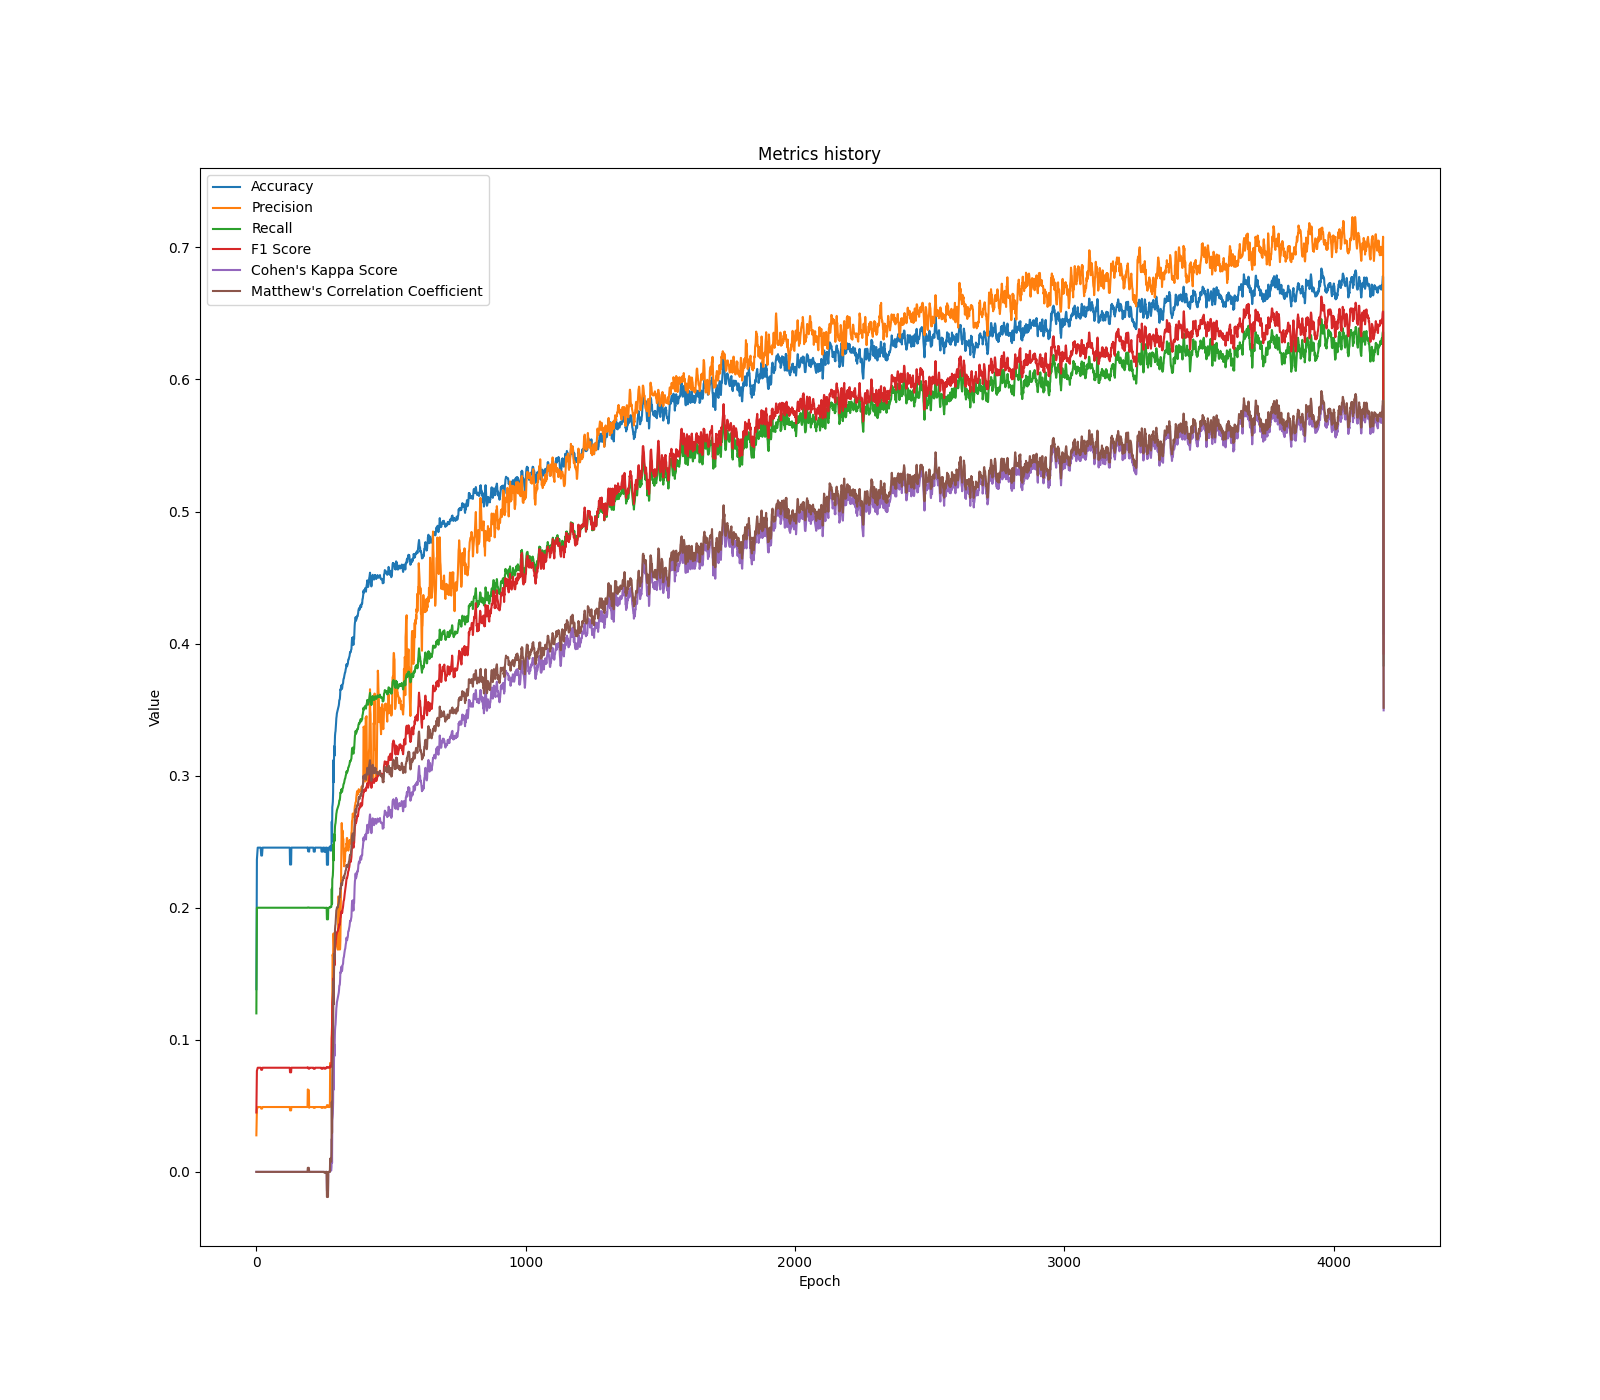 Metrics history
Accuracy
Precision
Recall
F1 Score
Cohen's Kappa Score
Matthew's Correlation Coefficient
0.7
0.6
0.5
0.4
0.3
0.2
0.1
0.0
Value
0 1000 2000 3000 4000
Epoch